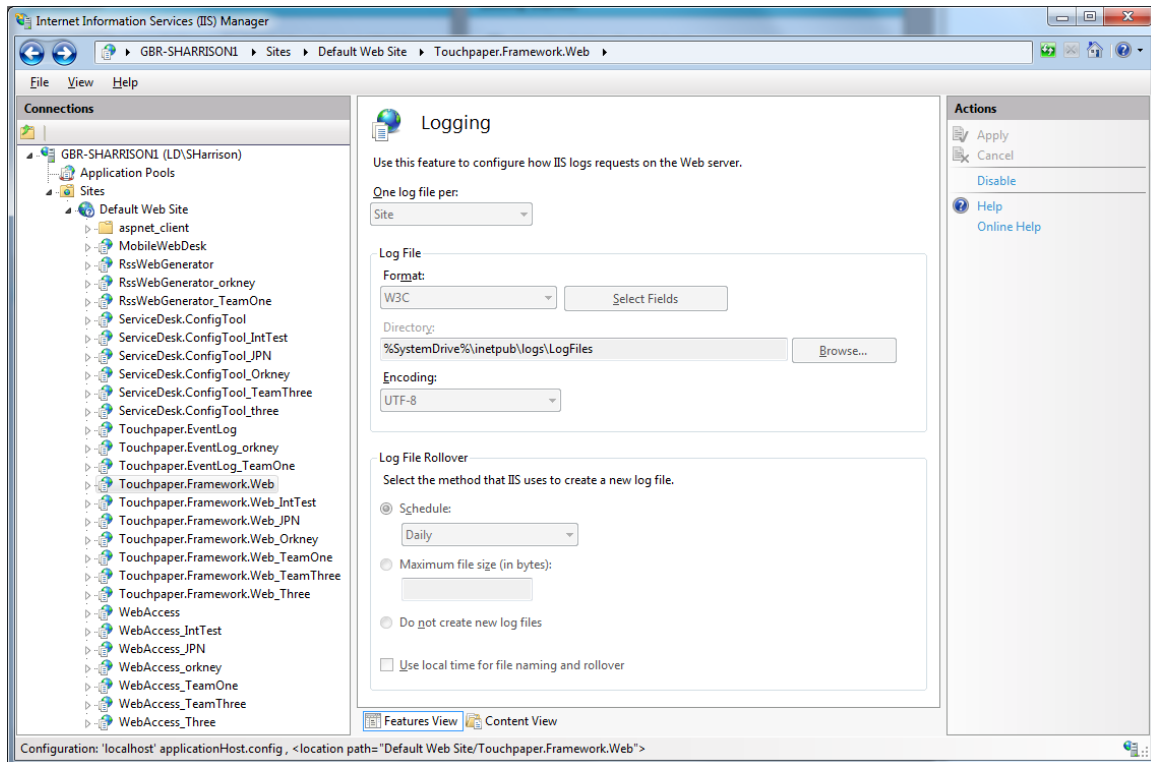 Internet Information Services (IIS) Manager
GBR-SHARRISON1 Sites Default Web Site Touchpaper.Framework.Web
File View Help
Connections
GBR-SHARRISON1 (LD\SHarrison)
Application Pools
Sites
Default Web Site
aspnet_client
MobileWebDesk
RssWebGenerator
RssWebGenerator_orkney
RssWebGenerator_TeamOne
ServiceDesk.ConfigTool
ServiceDesk.ConfigTool_IntTest
ServiceDesk.ConfigTool_JPN
ServiceDesk.ConfigTool_Orkney
ServiceDesk.ConfigTool_TeamThree
ServiceDesk.ConfigTool_three
Touchpaper.EventLog
Touchpaper.EventLog_orkney
Touchpaper.EventLog_TeamOne
Touchpaper.Framework.Web
Touchpaper.Framework.Web_IntTest
Touchpaper.Framework.Web_JPN
Touchpaper.Framework.Web_Orkney
Touchpaper.Framework.Web_TeamOne
Touchpaper.Framework.Web_TeamThree
Touchpaper.Framework.Web_Three
WebAccess
WebAccess_IntTest
WebAccess_JPN
WebAccess_orkney
WebAccess_TeamOne
WebAccess_TeamThree
WebAccess_Three
Logging
Use this feature to configure how IIS logs requests on the Web server.
One log file per:
Site
Log File
Format:
W3C Select Fields
Directory:
%SystemDrive%\inetpub\logs\LogFiles Browse...
Encoding:
UTF-8
Log File Rollover
Select the method that IIS uses to create a new log file.
Schedule:
Daily
Maximum file size (in bytes):
Do not create new log files
Use local time for file naming and rollover
Features View Content View
Actions
Apply
Cancel
Disable
Help
Online Help
Configuration: 'localhost' applicationHost.config , <location path="Default Web Site/Touchpaper.Framework.Web">